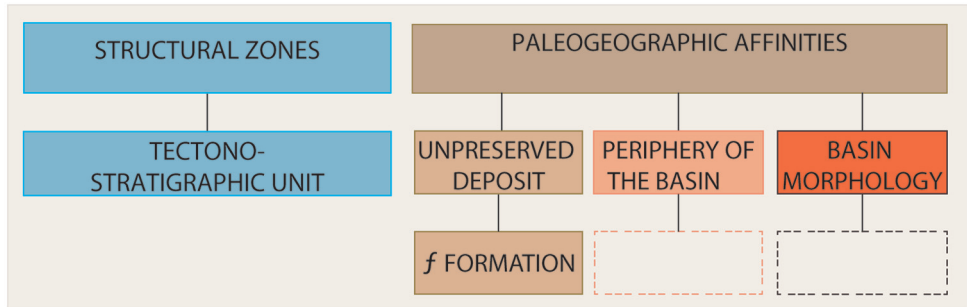 STRUCTURAL ZONES
PALEOGEOGRAPHIC AFFINITIES
TECTONO-
STRATIGRAPHIC UNIT
UNPRESERVED
DEPOSIT
PERIPHERY OF
THE BASIN
BASIN
MORPHOLOGY
ƒ FORMATION